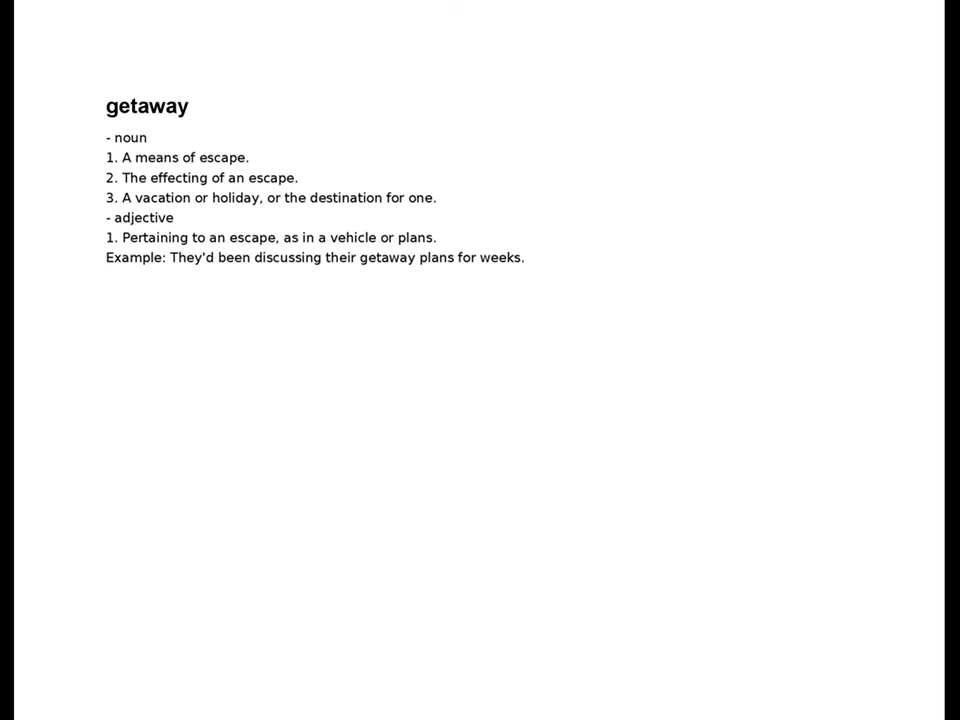 getaway
- noun
1. A means of escape.
2. The effecting of an escape.
3. A vacation or holiday, or the destination for one.
- adjective
1. Pertaining to an escape, as in a vehicle or plans.
Example: They'd been discussing their getaway plans for weeks.